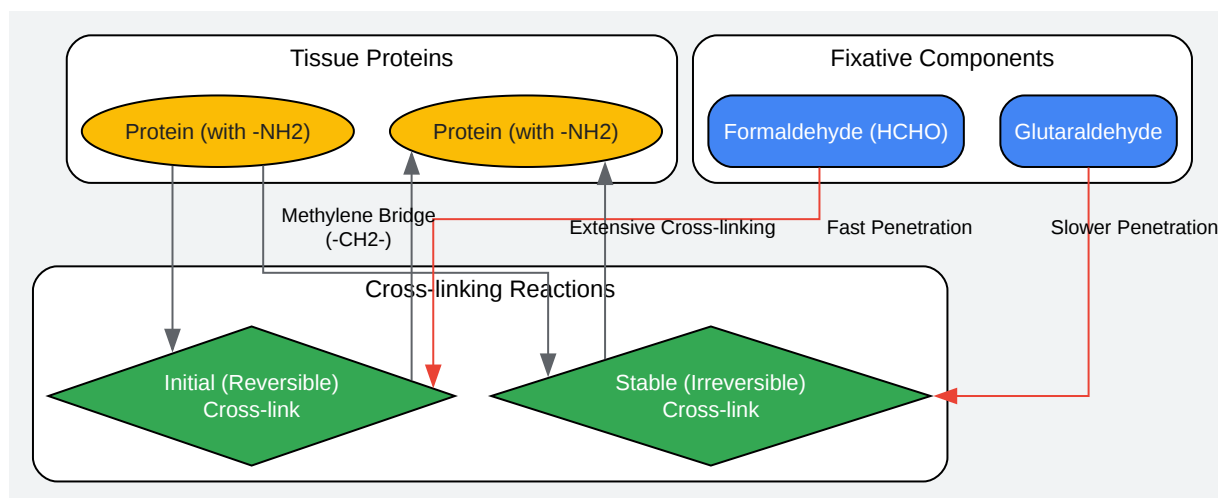 Tissue Proteins
Fixative Components
Protein (with -NH2)
Protein (with -NH2)
Formaldehyde (HCHO)
Glutaraldehyde
Methylene Bridge
(-CH2-)
Extensive Cross-linking
Fast Penetration
Slower Penetration
Cross-linking Reactions
Initial (Reversible)
Cross-link
Stable (Irreversible)
Cross-link